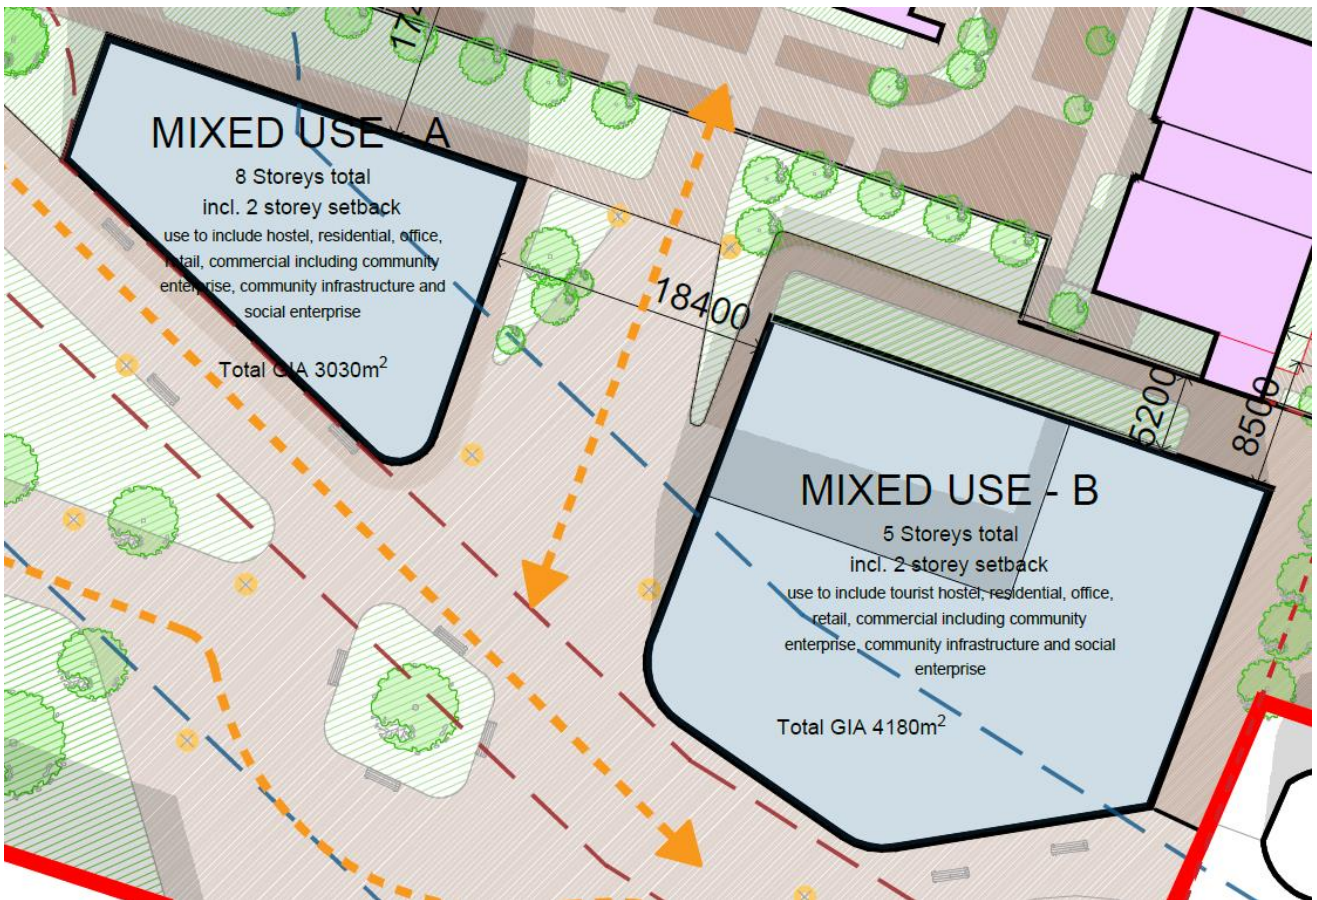 MIXED USE - A
8 Storeys total
incl. 2 storey setback
use to include hostel, residential, office,
retail, commercial including community
enterprise, community infrastructure and
social enterprise
Total GIA 3030m²
18400
5200
8500
MIXED USE - B
5 Storeys total
incl. 2 storey setback
use to include tourist hostel, residential, office,
retail, commercial including community
enterprise, community infrastructure and social
enterprise
Total GIA 4180m²